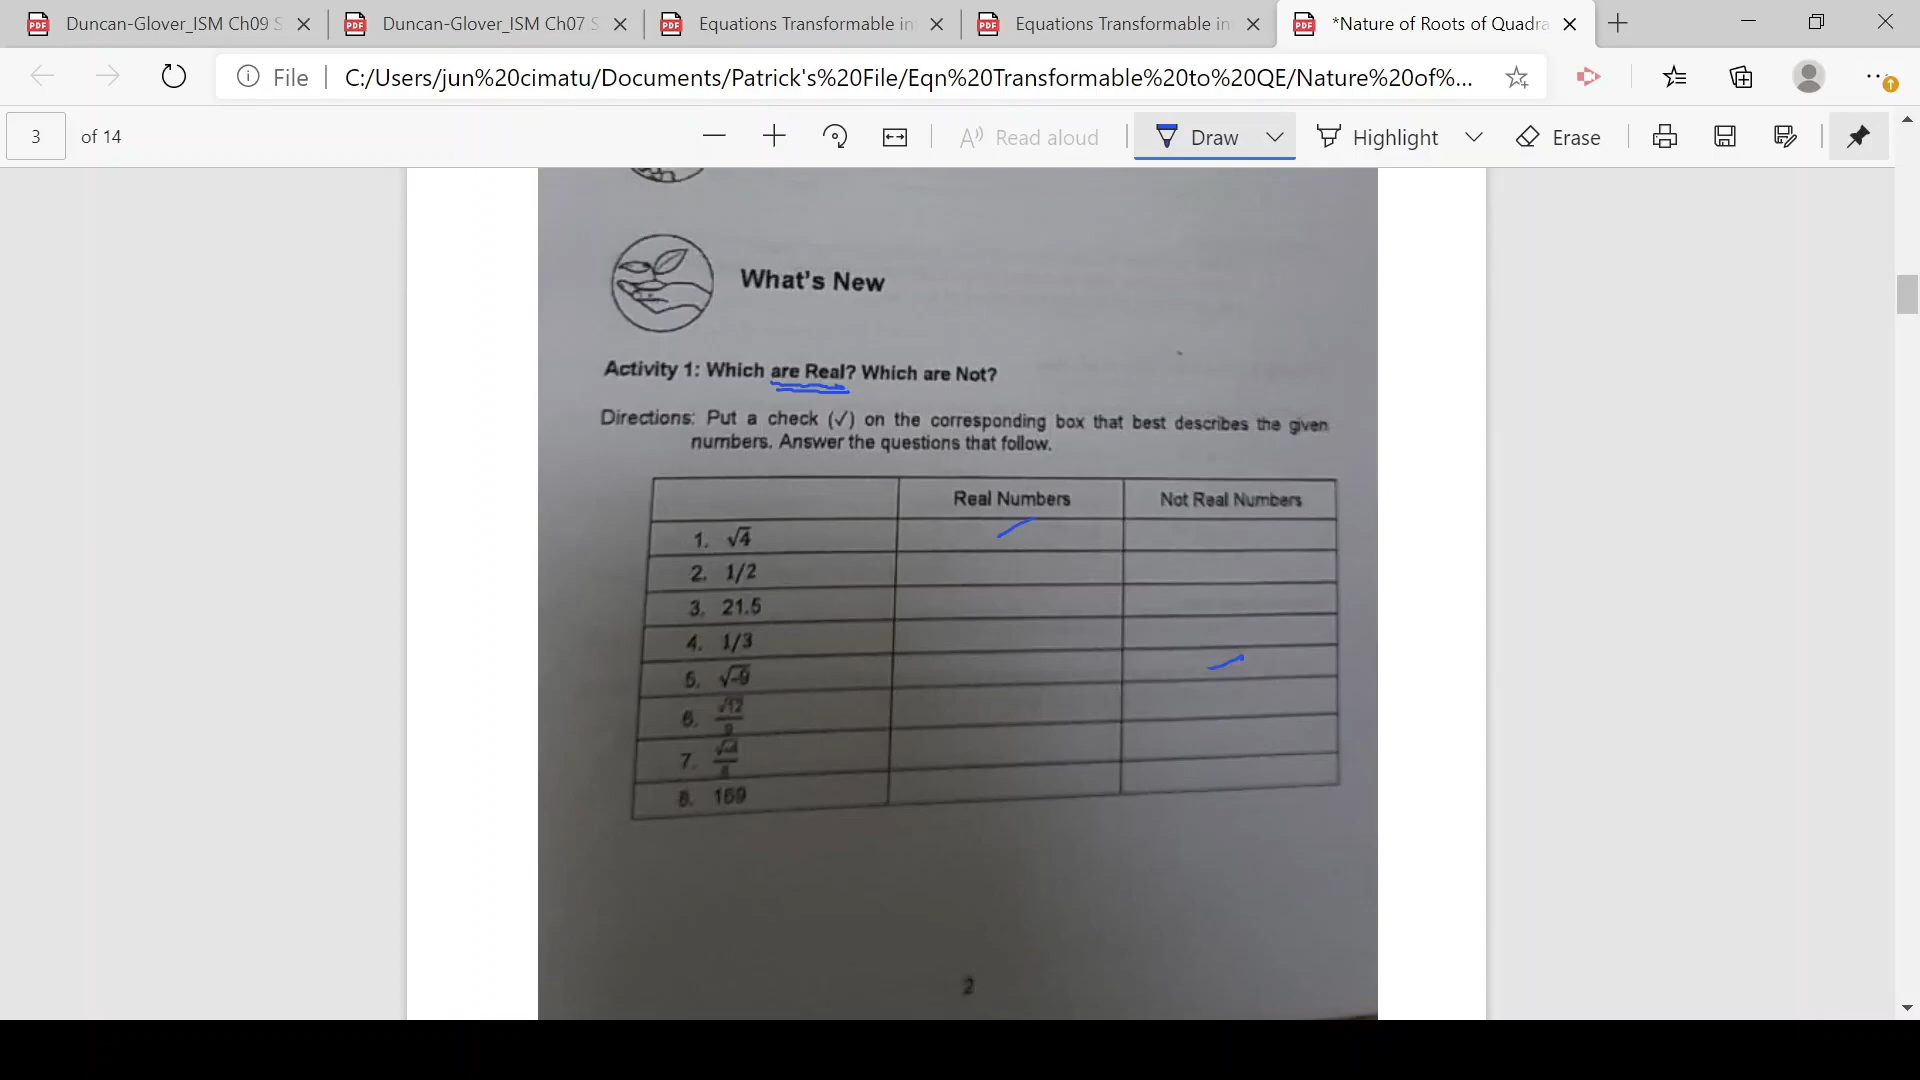 Duncan-Glover_ISM Ch09 S
Duncan-Glover_ISM Ch07 S
Equations Transformable in
Equations Transformable in
*Nature of Roots of Quadra
File
C:/Users/jun%20cimatu/Documents/Patrick's%20File/Eqn%20Transformable%20to%20QE/Nature%20of%...
3 of 14
Read aloud
Draw
Highlight
Erase
What's New
Activity 1: Which are Real? Which are Not?
Directions: Put a check (√) on the corresponding box that best describes the given
numbers. Answer the questions that follow.
Real Numbers
Not Real Numbers
1. √4
2. 1/2
3. 21.5
4. 1/3
5. √-9
6. √12/9
7.
8. 169
2